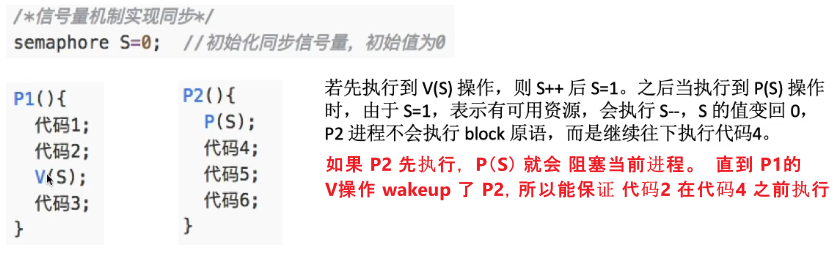 /*信号量机制实现同步*/
semaphore S=0;  //初始化同步信号量，初始值为0
P1(){
代码1;
代码2;
V(S);
代码3;
}
P2(){
P(S);
代码4;
代码5;
代码6;
}
若先执行到 V(S) 操作，则 S++ 后 S=1。之后当执行到 P(S) 操作
时，由于 S=1，表示有可用资源，会执行 S--，S 的值变回 0，
P2 进程不会执行 block 原语，而是继续往下执行代码4。
如果 P2 先执行，P(S) 就会 阻塞当前进程。 直到 P1的
V操作 wakeup 了 P2, 所以能保证 代码2 在代码4 之前执行